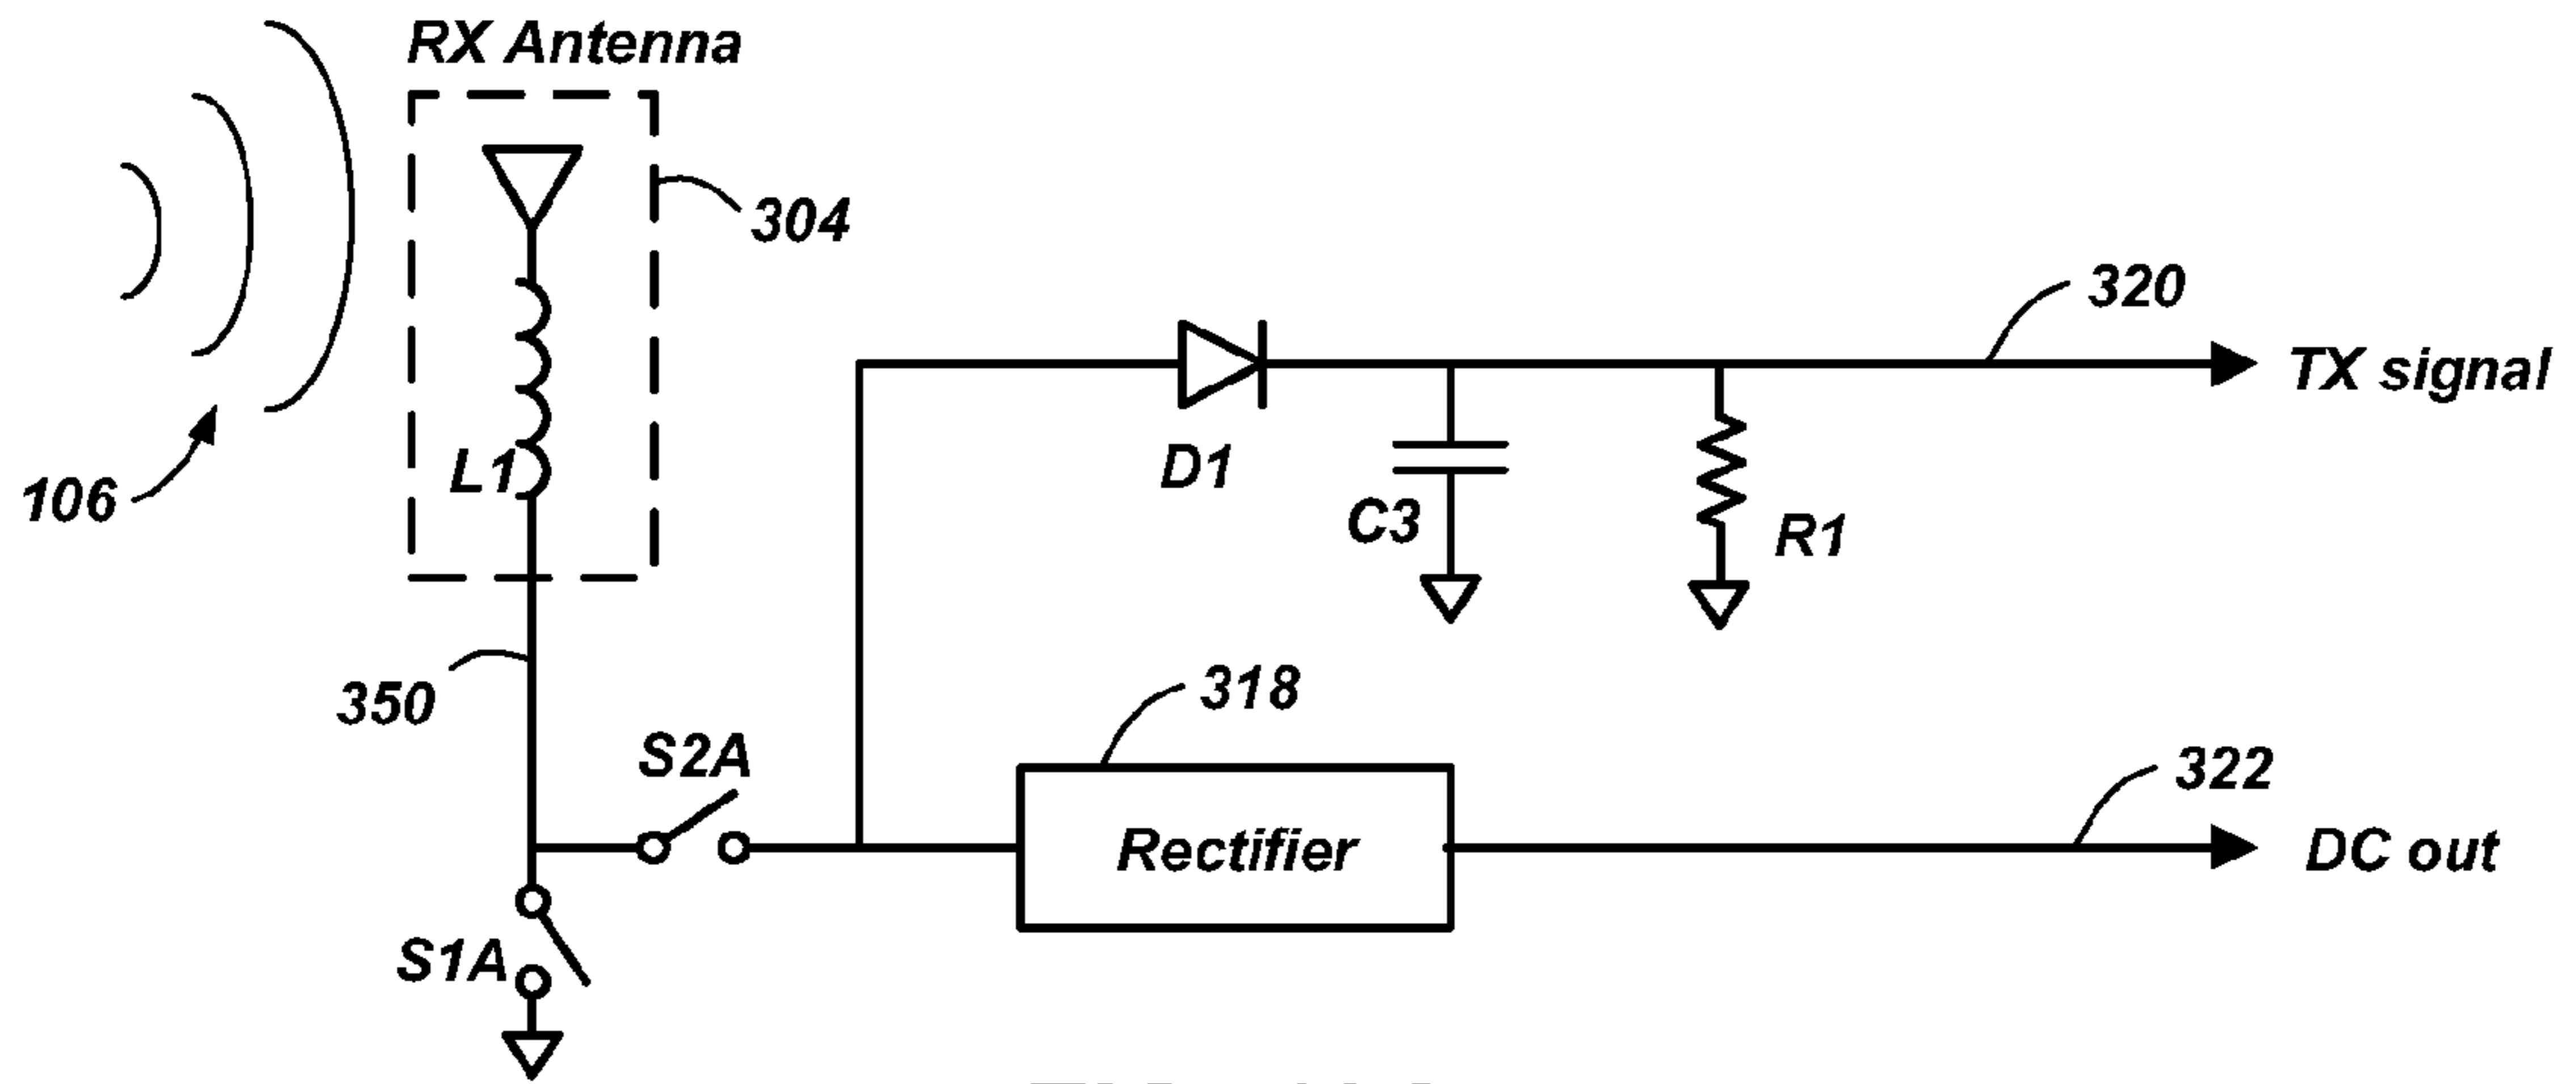 RX Antenna
304
320
TX signal
L1
D1
106
C3
R1
350
318
S2A
322
Rectifier
DC out
S1A